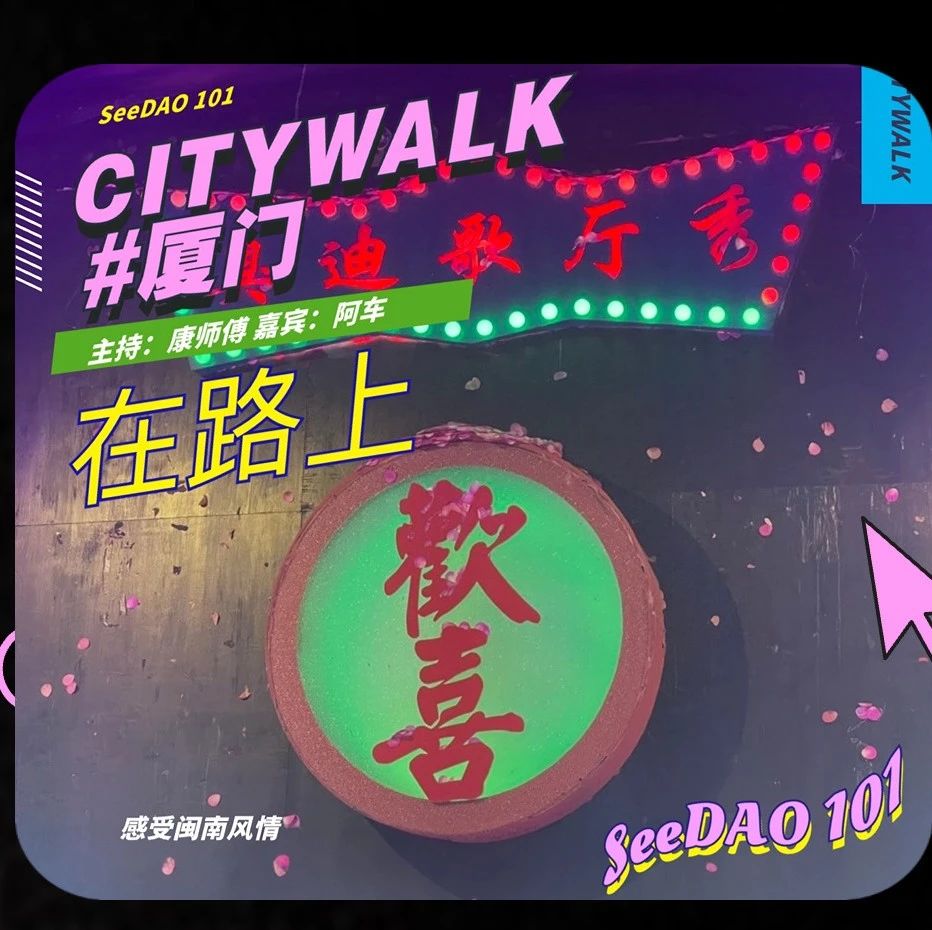 SeeDAO 101
CITYWALK
#厦门
迪歌厅秀
主持：康师傅 嘉宾：阿车
在路上
歡
喜
感受闽南风情
SeeDAO 101
TYWALK